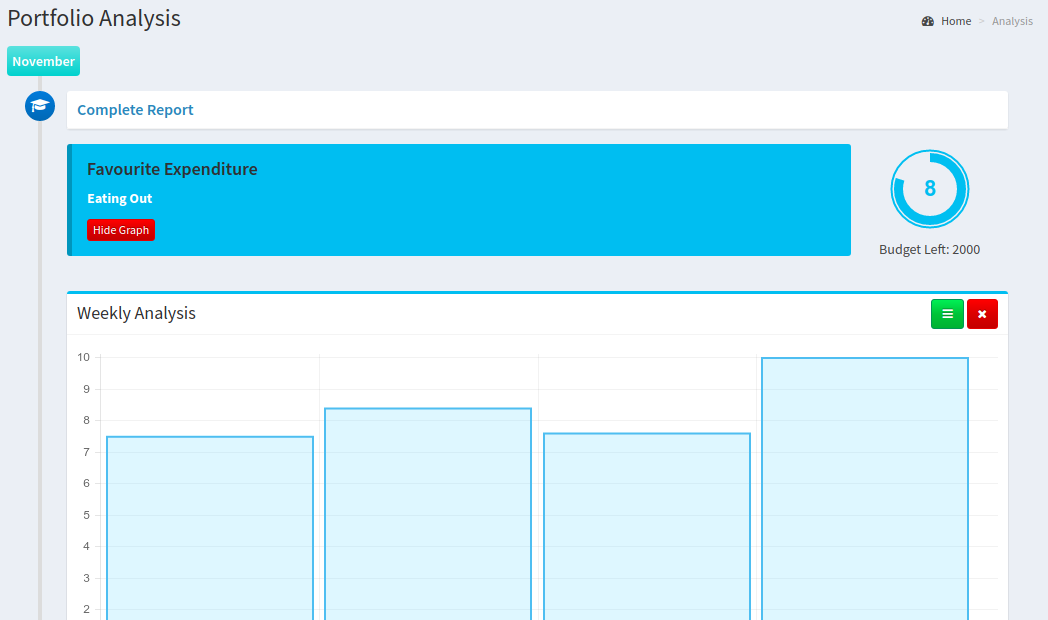 Portfolio Analysis
Home > Analysis
November
Complete Report
Favourite Expenditure
Eating Out
Hide Graph
8
Budget Left: 2000
Weekly Analysis
10
9
8
7
6
5
4
3
2